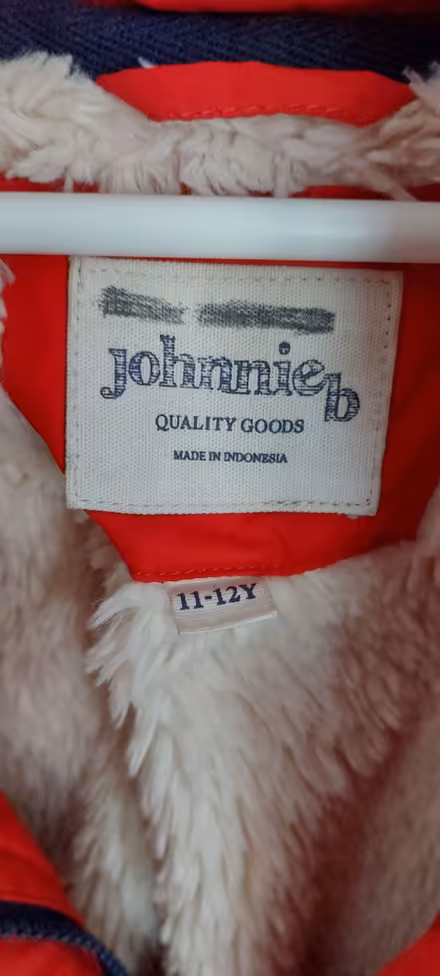 johnnie b
QUALITY GOODS
MADE IN INDONESIA
11-12Y